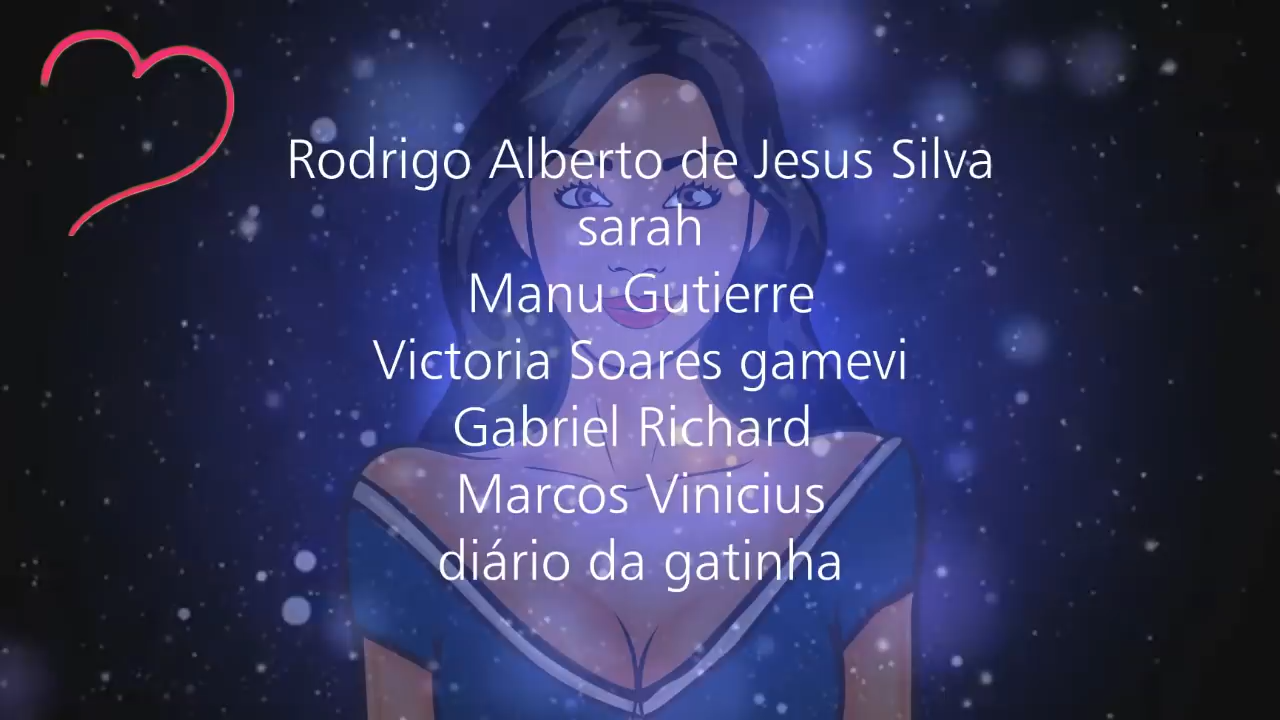 Rodrigo Alberto de Jesus Silva
sarah
Manu Gutierre
Victoria Soares gamevi
Gabriel Richard
Marcos Vinicius
diário da gatinha